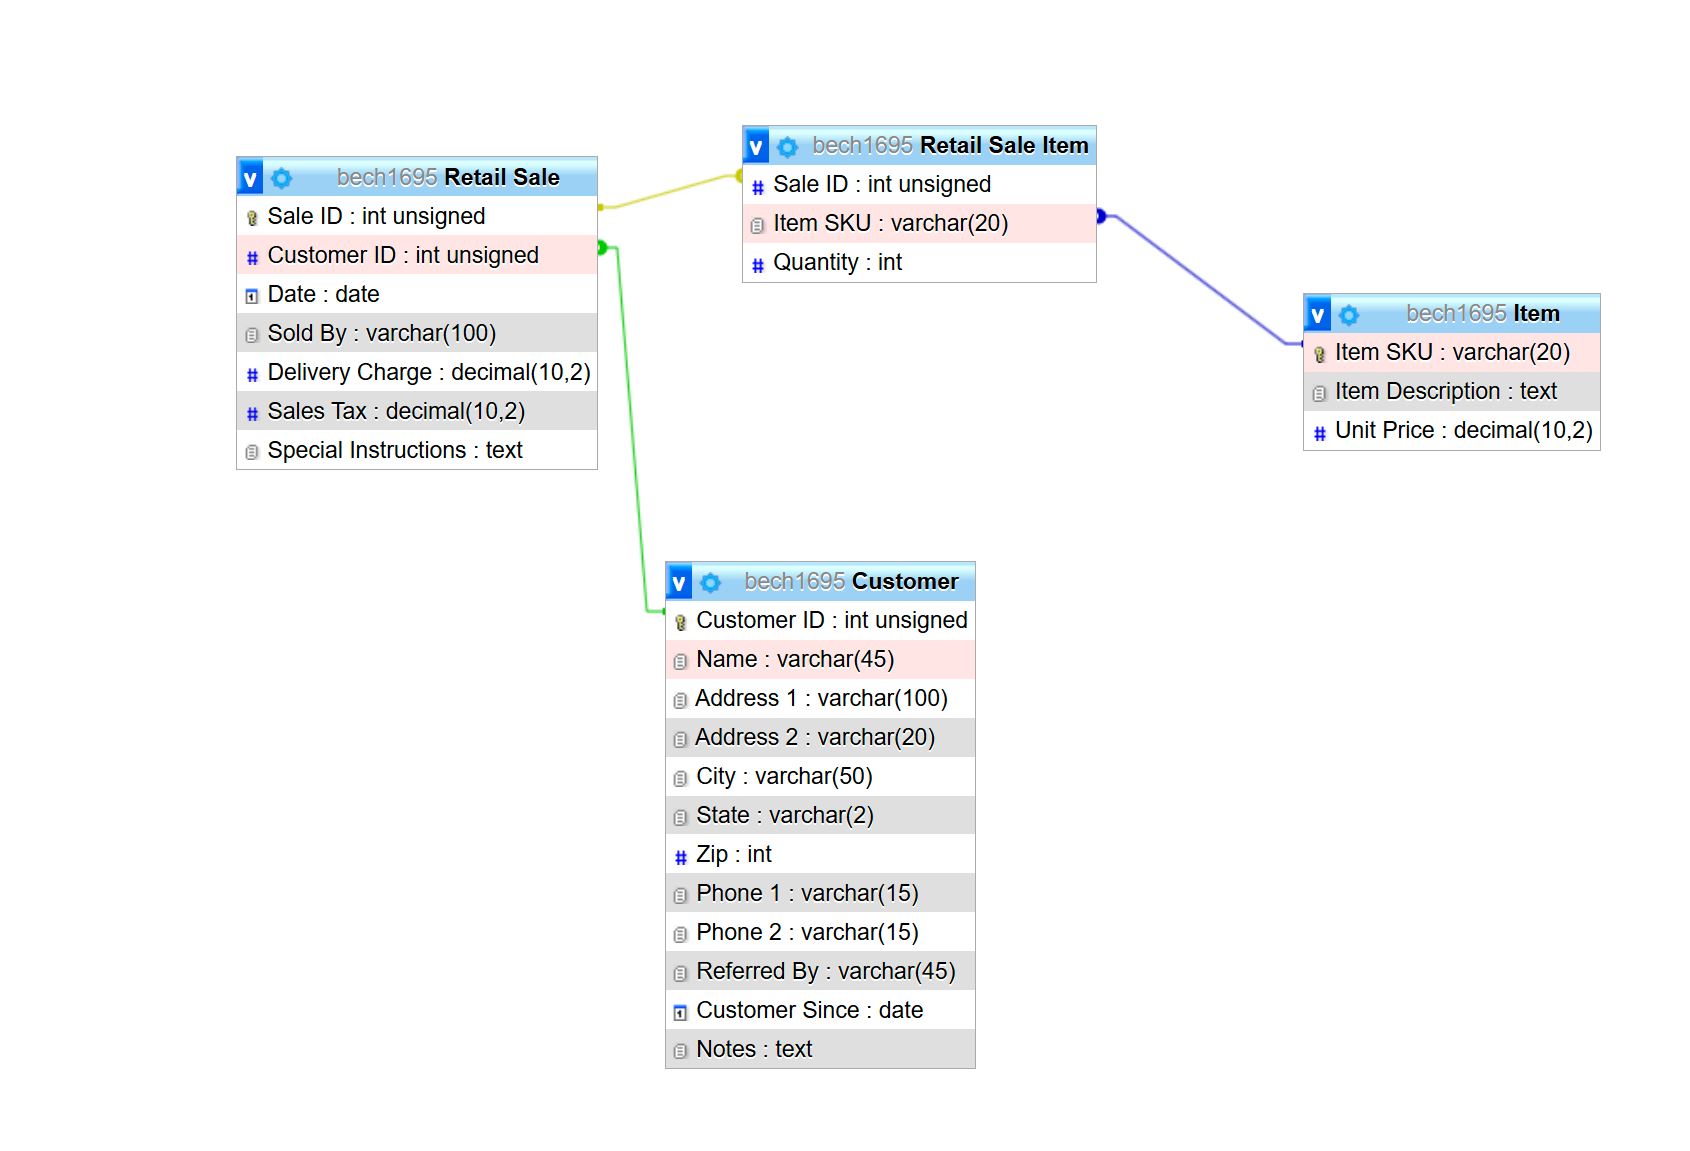 v bech1695 Retail Sale
Sale ID : int unsigned
# Customer ID : int unsigned
Date : date
Sold By : varchar(100)
# Delivery Charge : decimal(10,2)
# Sales Tax : decimal(10,2)
Special Instructions : text
v bech1695 Retail Sale Item
# Sale ID : int unsigned
Item SKU : varchar(20)
# Quantity : int
v bech1695 Item
Item SKU : varchar(20)
Item Description : text
# Unit Price : decimal(10,2)
v bech1695 Customer
Customer ID : int unsigned
Name : varchar(45)
Address 1 : varchar(100)
Address 2 : varchar(20)
City : varchar(50)
State : varchar(2)
# Zip : int
Phone 1 : varchar(15)
Phone 2 : varchar(15)
Referred By : varchar(45)
Customer Since : date
Notes : text